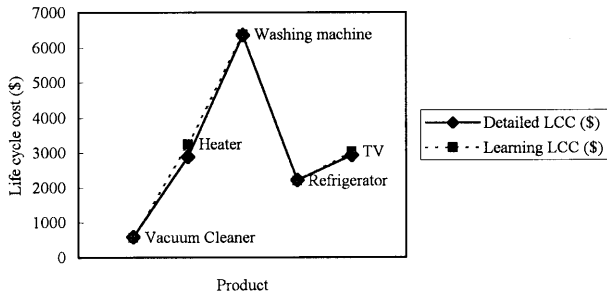 7000
6000
5000
4000
3000
2000
1000
0
Life cycle cost ($)
Washing machine
Heater
TV
Refrigerator
Vacuum Cleaner
Product
Detailed LCC ($)
Learning LCC ($)